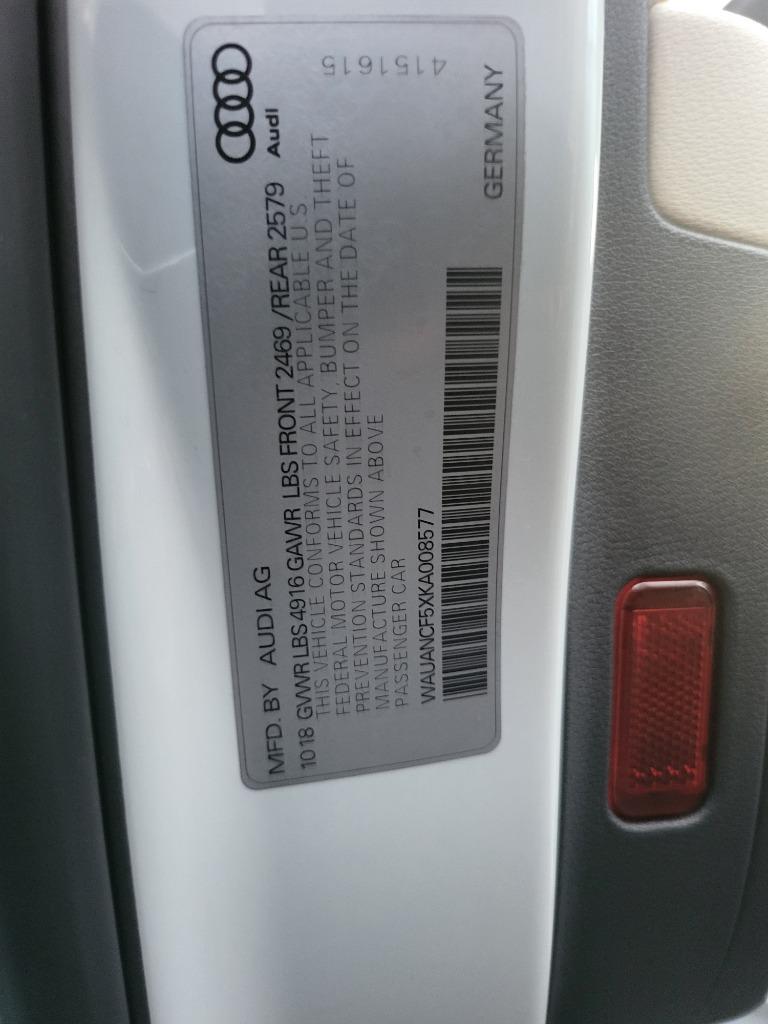 Audi
MFD. BY AUDI AG
1018 GVWR LBS 4916 GAWR LBS FRONT 2469 /REAR 2579
THIS VEHICLE CONFORMS TO ALL APPLICABLE U.S
FEDERAL MOTOR VEHICLE SAFETY, BUMPER AND THEFT
PREVENTION STANDARDS IN EFFECT ON THE DATE OF
MANUFACTURE SHOWN ABOVE
PASSENGER CAR
WAUANCF5XKA008577
GERMANY
4151615